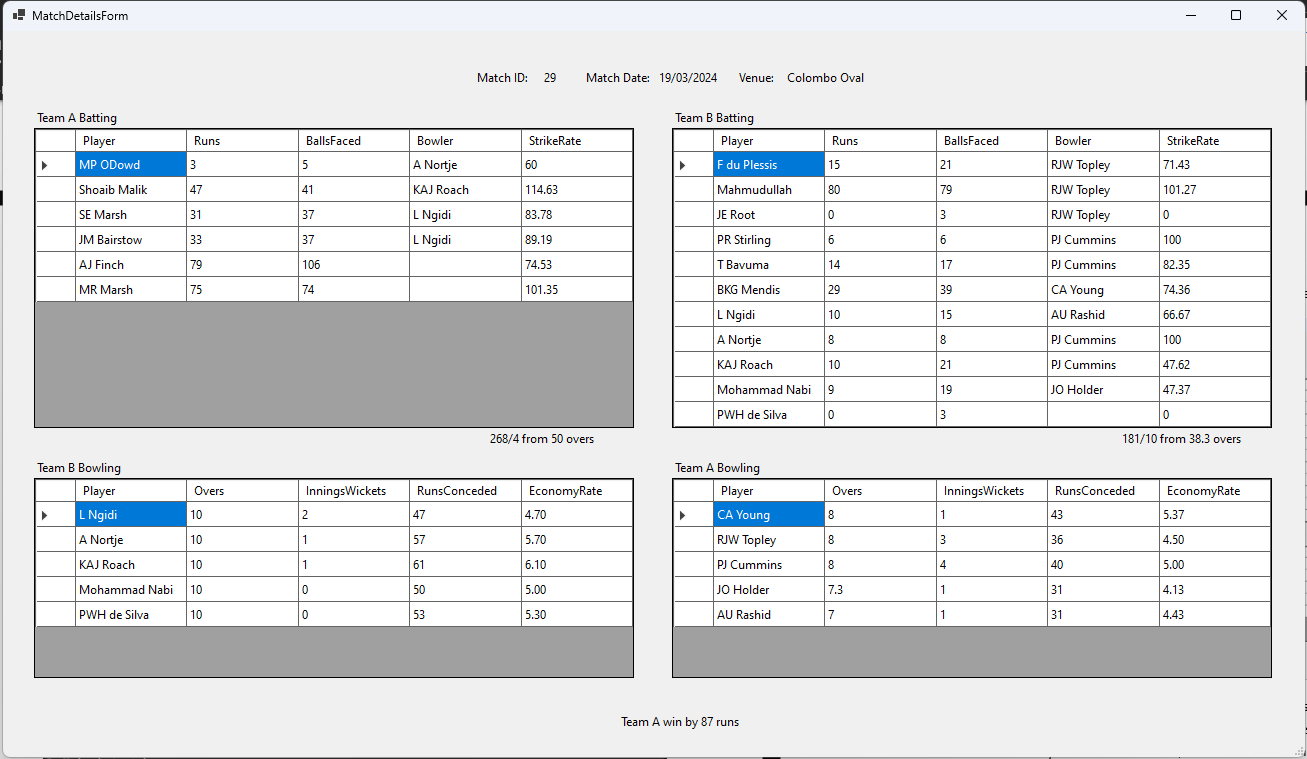 MatchDetailsForm
Match ID: 29 Match Date: 19/03/2024 Venue: Colombo Oval
Team A Batting
Player Runs BallsFaced Bowler StrikeRate
MP ODowd 3 5 A Nortje 60
Shoaib Malik 47 41 KAJ Roach 114.63
SE Marsh 31 37 L Ngidi 83.78
JM Bairstow 33 37 L Ngidi 89.19
AJ Finch 79 106 74.53
MR Marsh 75 74 101.35
268/4 from 50 overs
Team B Batting
Player Runs BallsFaced Bowler StrikeRate
F du Plessis 15 21 RJW Topley 71.43
Mahmudullah 80 79 RJW Topley 101.27
JE Root 0 3 RJW Topley 0
PR Stirling 6 6 PJ Cummins 100
T Bavuma 14 17 PJ Cummins 82.35
BKG Mendis 29 39 CA Young 74.36
L Ngidi 10 15 AU Rashid 66.67
A Nortje 8 8 PJ Cummins 100
KAJ Roach 10 21 PJ Cummins 47.62
Mohammad Nabi 9 19 JO Holder 47.37
PWH de Silva 0 3 0
181/10 from 38.3 overs
Team B Bowling
Player Overs InningsWickets RunsConceded EconomyRate
L Ngidi 10 2 47 4.70
A Nortje 10 1 57 5.70
KAJ Roach 10 1 61 6.10
Mohammad Nabi 10 0 50 5.00
PWH de Silva 10 0 53 5.30
Team A Bowling
Player Overs InningsWickets RunsConceded EconomyRate
CA Young 8 1 43 5.37
RJW Topley 8 3 36 4.50
PJ Cummins 8 4 40 5.00
JO Holder 7.3 1 31 4.13
AU Rashid 7 1 31 4.43
Team A win by 87 runs